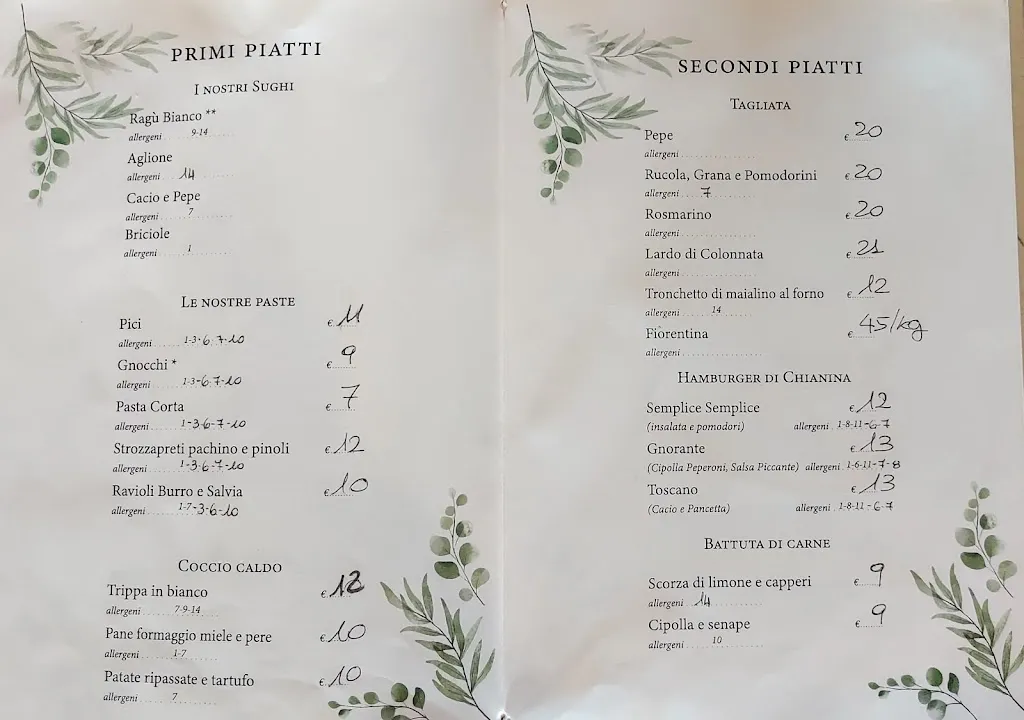 PRIMI PIATTI
I NOSTRI SUGHI
Ragù Bianco **
allergeni ...... 9-14 ......
Aglione
allergeni ... 14 ......
Cacio e Pepe
allergeni ...... 7 ......
Briciole
allergeni ...... 1 ......
LE NOSTRE PASTE
Pici € 11
allergeni ...... 1-3-6-7-10
Gnocchi * € 9
allergeni ...... 1-3-6-7-10
Pasta Corta € 7
allergeni ...... 1-3-6-7-10
Strozzapreti pachino e pinoli € 12
allergeni ...... 1-3-6-7-10
Ravioli Burro e Salvia € 10
allergeni ...... 1-7-3-6-10
COCCIO CALDO
Trippa in bianco € 12
allergeni ...... 7-9-14 ......
Pane formaggio miele e pere € 10
allergeni ...... 1-7 ......
Patate ripassate e tartufo € 10
allergeni ...... 7 ......
SECONDI PIATTI
TAGLIATA
Pepe € 20
allergeni ...............
Rucola, Grana e Pomodorini € 20
allergeni ...... 7 ......
Rosmarino € 20
allergeni ...............
Lardo di Colonnata € 21
allergeni ...............
Tronchetto di maialino al forno € 12
allergeni ...... 14 ......
Fiorentina € 45/kg
allergeni ...............
HAMBURGER DI CHIANINA
Semplice Semplice € 12
(insalata e pomodori) allergeni . 1-8-11-6-7
Gnorante € 13
(Cipolla Peperoni, Salsa Piccante) allergeni . 1-6-11-7-8
Toscano € 13
(Cacio e Pancetta) allergeni . 1-8-11-6-7
BATTUTA DI CARNE
Scorza di limone e capperi € 9
allergeni ... 14 ......
Cipolla e senape € 9
allergeni ...... 10 ......